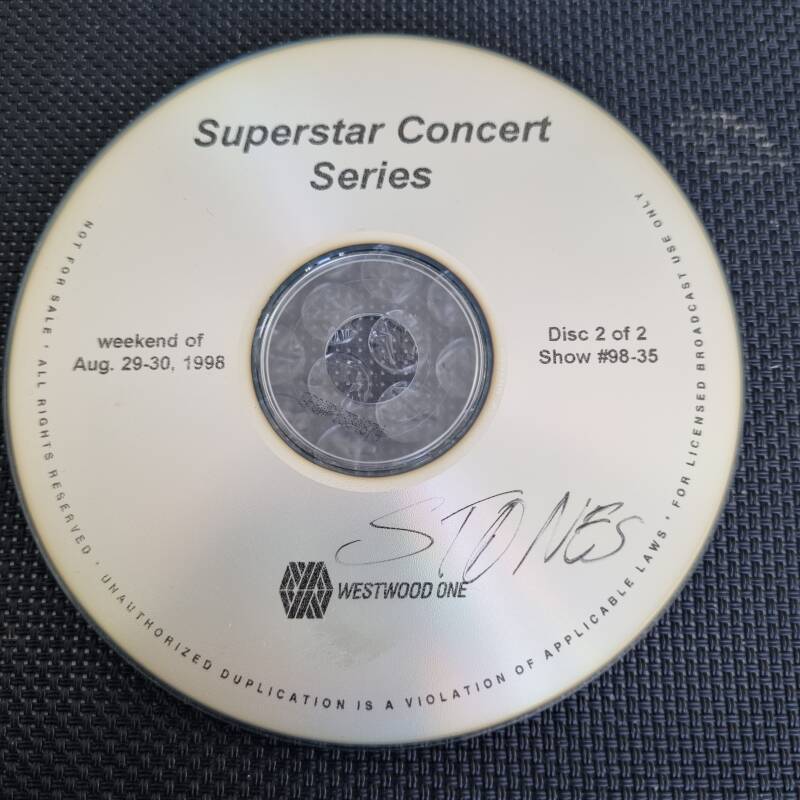 Superstar Concert
Series
weekend of
Aug. 29-30, 1998
Disc 2 of 2
Show #98-35
STONES
WESTWOOD ONE
NOT FOR SALE · ALL RIGHTS RESERVED · UNAUTHORIZED DUPLICATION IS A VIOLATION OF APPLICABLE LAWS · FOR LICENSED BROADCAST USE ONLY